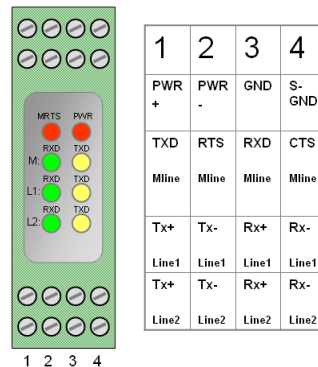 MRTS PWR
RXD TXD
M:
RXD TXD
L1:
RXD TXD
L2:
1 2 3 4
1 2 3 4
PWR + PWR - GND S-GND
TXD RTS RXD CTS
Mline Mline Mline Mline
Tx+ Tx- Rx+ Rx-
Line1 Line1 Line1 Line1
Tx+ Tx- Rx+ Rx-
Line2 Line2 Line2 Line2